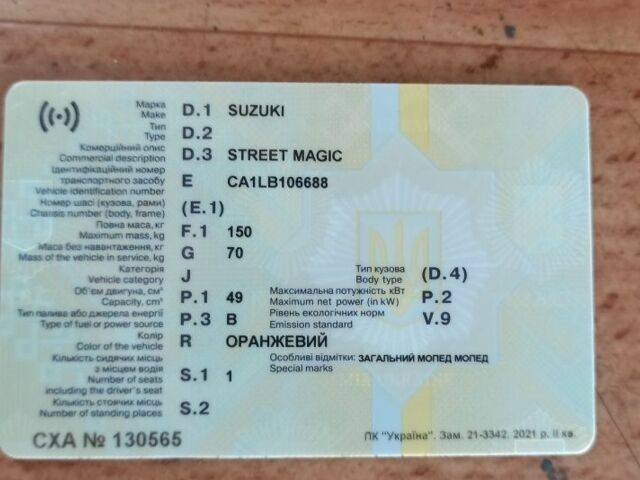 Марка
Make D.1 SUZUKI
Тип
Type D.2
Комерційний опис
Commercial description D.3 STREET MAGIC
Ідентифікаційний номер
транспортного засобу
Vehicle identification number E CA1LB106688
Номер шасі (кузова, рами)
Chassis number (body, frame) (E.1)
Повна маса, кг
Maximum mass, kg F.1 150
Маса без навантаження, кг
Mass of the vehicle in service, kg G 70
Категорія
Vehicle category J
Тип кузова
Body type (D.4)
Об'єм двигуна, см³
Capacity, cm³ P.1 49
Максимальна потужність кВт
Maximum net power (in kW) P.2
Тип палива або джерела енергії
Type of fuel or power source P.3 B
Рівень екологічних норм
Emission standard V.9
Колір
Color of the vehicle R ОРАНЖЕВИЙ
Особливі відмітки: ЗАГАЛЬНИЙ МОПЕД МОПЕД
Special marks
Кількість сидячих місць
з місцем водія
Number of seats
including the driver's seat S.1 1
Кількість стоячих місць
Number of standing places S.2
СХА № 130565
ПК "Україна". Зам. 21-3342. 2021 р. II кв.